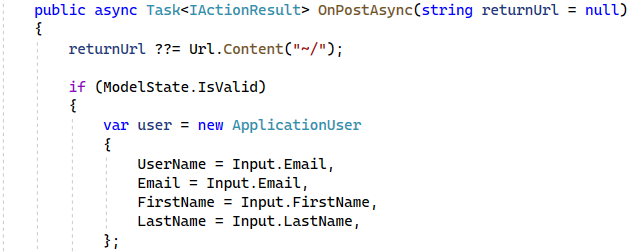 public async Task<IActionResult> OnPostAsync(string returnUrl = null)
{
returnUrl ??= Url.Content("~/");
if (ModelState.IsValid)
{
var user = new ApplicationUser
{
UserName = Input.Email,
Email = Input.Email,
FirstName = Input.FirstName,
LastName = Input.LastName,
};